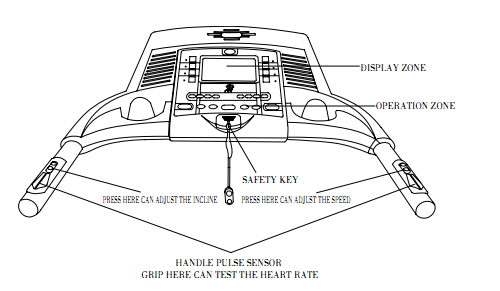 DISPLAY ZONE
OPERATION ZONE
SAFETY KEY
PRESS HERE CAN ADJUST THE INCLINE
PRESS HERE CAN ADJUST THE SPEED
HANDLE PULSE SENSOR
GRIP HERE CAN TEST THE HEART RATE